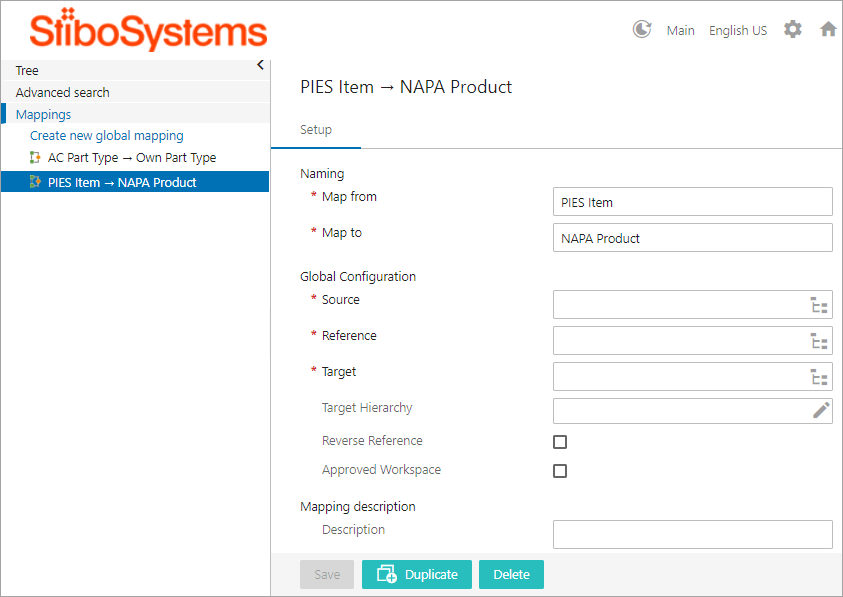 StiboSystems
Main English US
Tree
Advanced search
Mappings
Create new global mapping
AC Part Type → Own Part Type
PIES Item → NAPA Product
PIES Item → NAPA Product
Setup
Naming
* Map from
PIES Item
* Map to
NAPA Product
Global Configuration
* Source
* Reference
* Target
Target Hierarchy
Reverse Reference
Approved Workspace
Mapping description
Description
Save Duplicate Delete